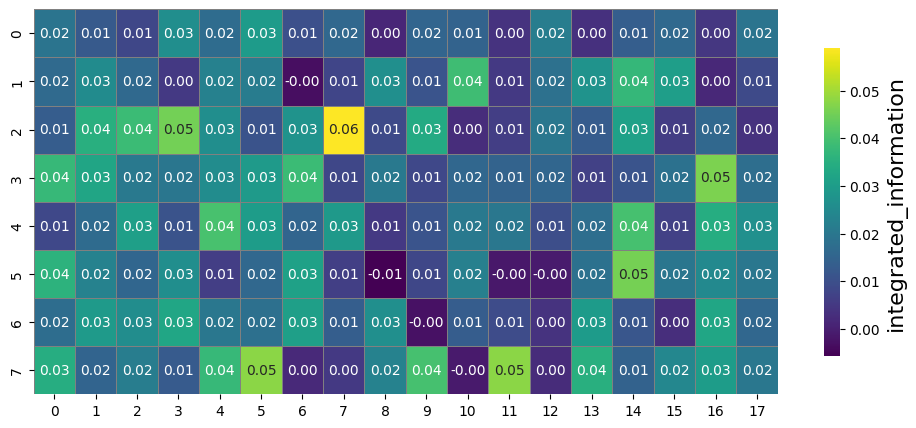 0 0.02 0.01 0.01 0.03 0.02 0.03 0.01 0.02 0.00 0.02 0.01 0.00 0.02 0.00 0.01 0.02 0.00 0.02
1 0.02 0.03 0.02 0.00 0.02 0.02 -0.00 0.01 0.03 0.01 0.04 0.01 0.02 0.03 0.04 0.03 0.00 0.01
2 0.01 0.04 0.04 0.05 0.03 0.01 0.03 0.06 0.01 0.03 0.00 0.01 0.02 0.01 0.03 0.01 0.02 0.00
3 0.04 0.03 0.02 0.02 0.03 0.03 0.04 0.01 0.02 0.01 0.02 0.02 0.02 0.01 0.01 0.02 0.05 0.02
4 0.01 0.02 0.03 0.01 0.04 0.03 0.02 0.03 0.01 0.01 0.02 0.02 0.01 0.02 0.04 0.01 0.03 0.03
5 0.04 0.02 0.02 0.03 0.01 0.02 0.03 0.01 -0.01 0.01 0.02 -0.00 -0.00 0.02 0.05 0.02 0.02 0.02
6 0.02 0.03 0.03 0.03 0.02 0.02 0.03 0.01 0.03 -0.00 0.01 0.01 0.00 0.03 0.01 0.00 0.03 0.02
7 0.03 0.02 0.02 0.01 0.04 0.05 0.00 0.00 0.02 0.04 -0.00 0.05 0.00 0.04 0.01 0.02 0.03 0.02
0 1 2 3 4 5 6 7 8 9 10 11 12 13 14 15 16 17
0.05
0.04
0.03
0.02
0.01
0.00
integrated_information